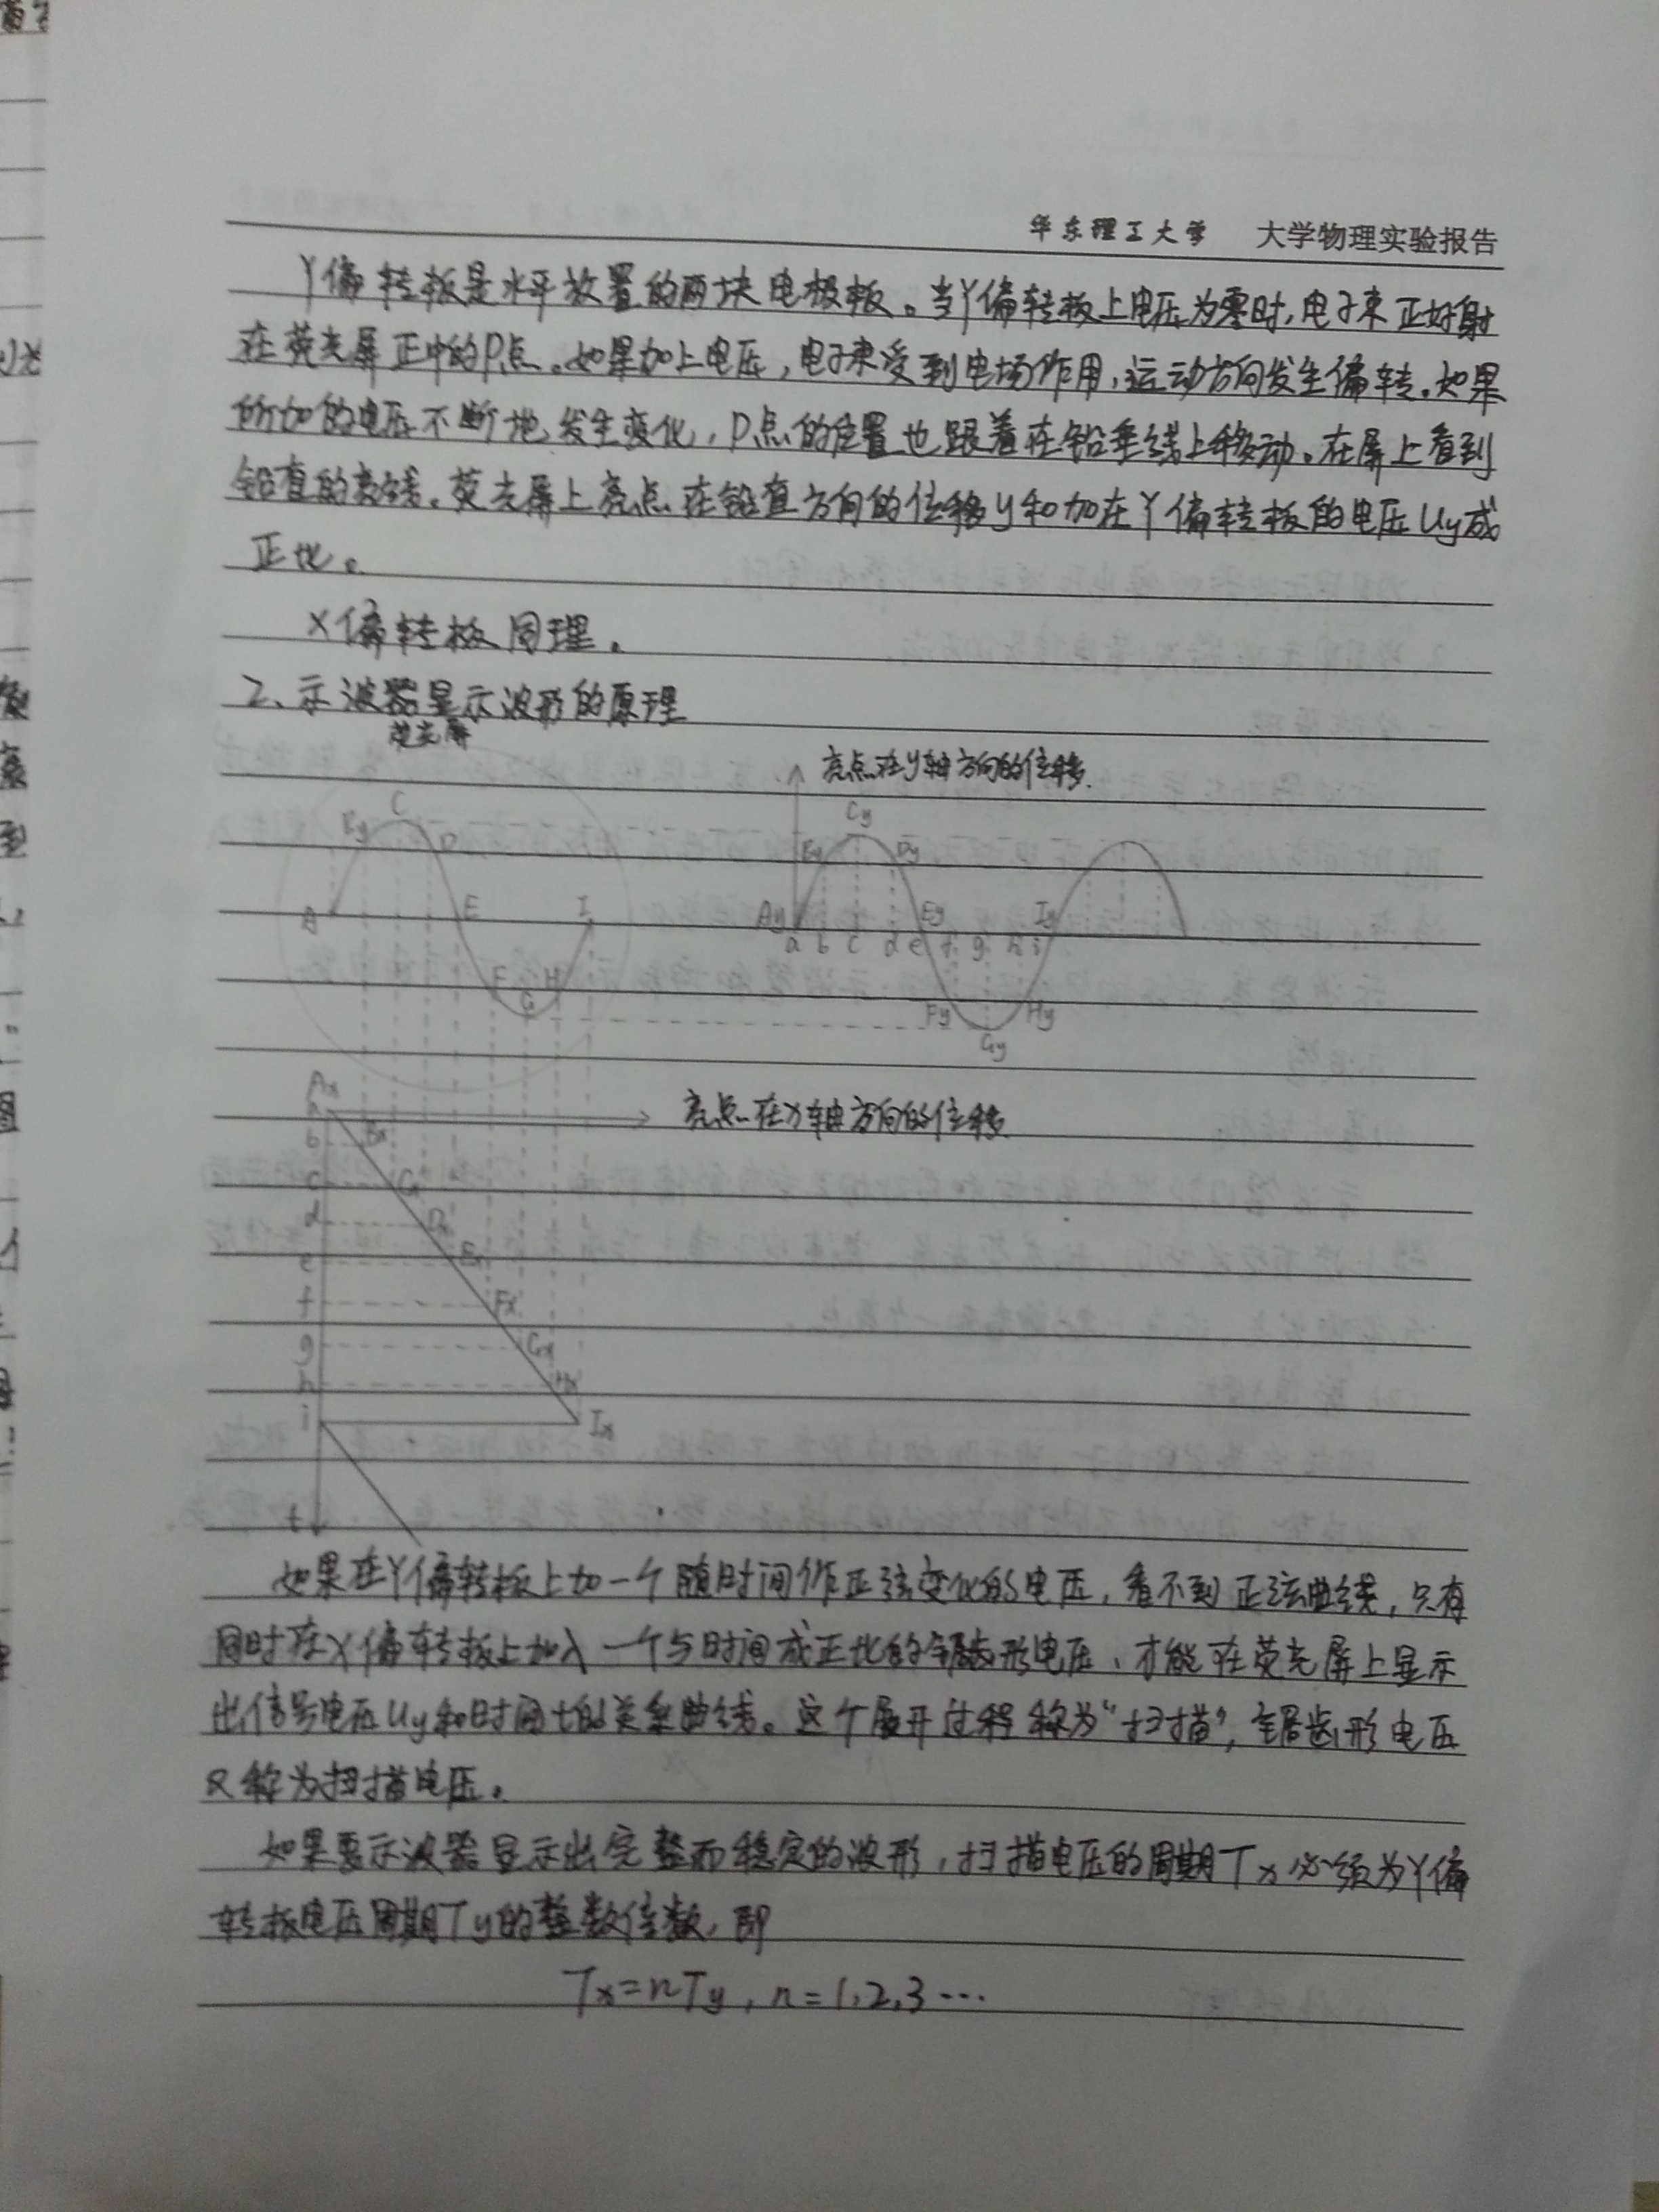 华东理工大学 大学物理实验报告
Y偏转板是水平放置的两块电极板。当Y偏转板上电压为零时,电子束正好射
在荧光屏正中的P点。如果加上电压,电子束受到电场作用,运动方向发生偏转。如果
所加的电压不断地发生变化,P点的位置也跟着在铅垂线上移动。在屏上看到
铅直的亮线。荧光屏上亮点在铅直方向的位移y和加在Y偏转板的电压Uy成
正比。
X偏转板同理。
2、示波器显示波形的原理
荧光屏
亮点在y轴方向的位移
C
By D
A E I
F G H
Cy
By Dy
Ay Ey Iy
a b c d e f g h i
Fy Hy
Gy
Ax
a 亮点在x轴方向的位移
b Bx
c Cx
d Dx
e Ex
f Fx
g Gx
h Hx
i Ix
t
如果在Y偏转板上加一个随时间作正弦变化的电压,看不到正弦曲线,只有
同时在X偏转板上加入一个与时间成正比的锯齿形电压,才能在荧光屏上显示
出信号电压Uy和时间t的关系曲线。这个展开过程称为“扫描”,锯齿形电压
又称为扫描电压。
如果要示波器显示出完整而稳定的波形,扫描电压的周期Tx必须为Y偏
转板电压周期Ty的整数倍数,即
Tx=nTy,n=1,2,3…